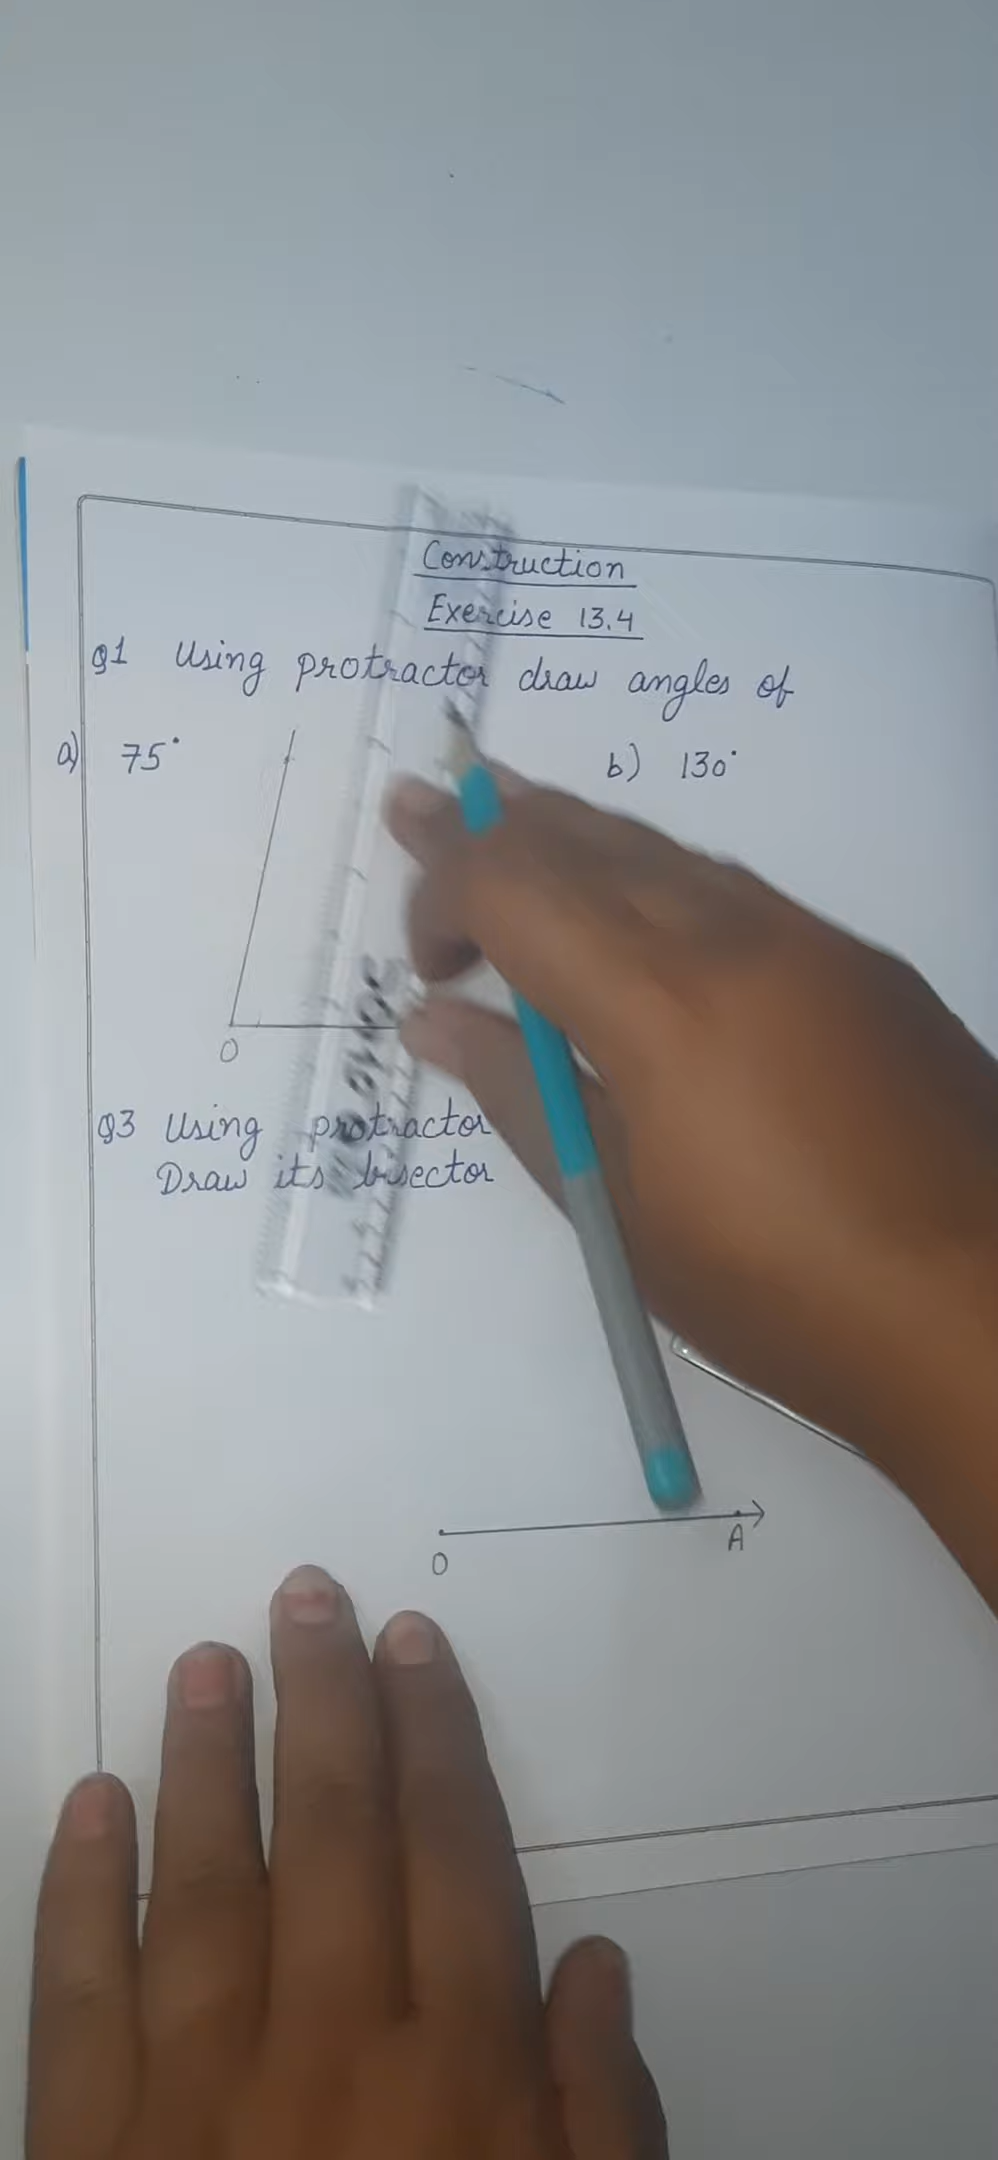 Construction
Exercise 13.4
Q1 Using protractor draw angles of
a) 75° b) 130°
O
Q3 Using protractor
Draw its bisector
O A